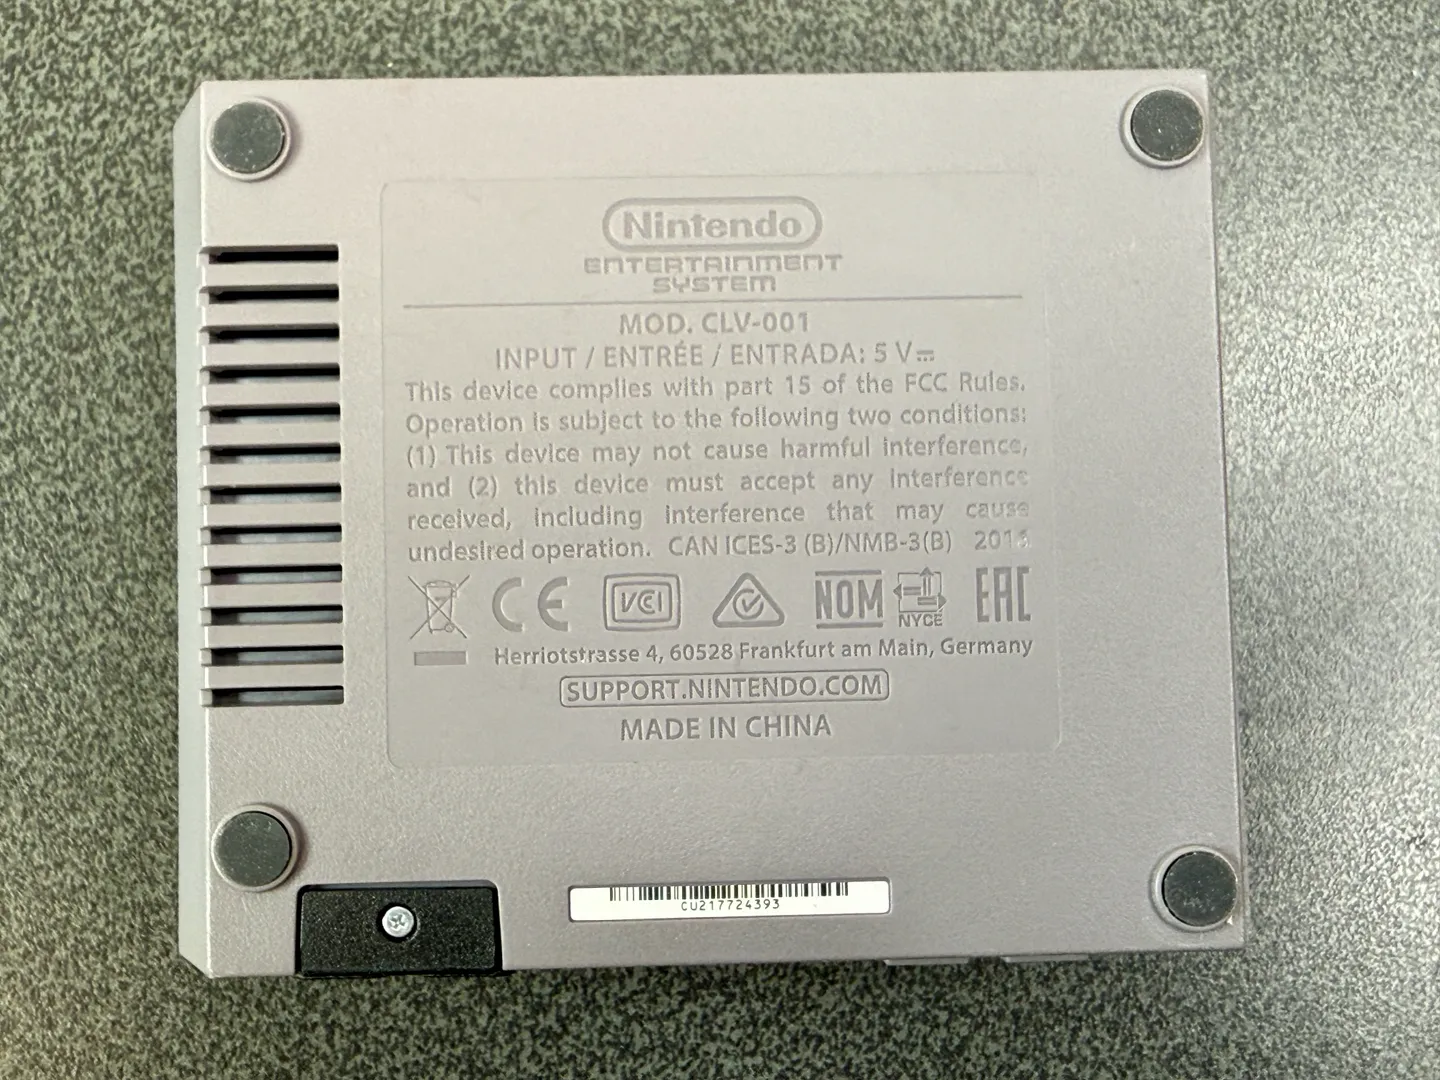 Nintendo
ENTERTAINMENT
SYSTEM
MOD. CLV-001
INPUT / ENTRÉE / ENTRADA: 5 V⎓
This device complies with part 15 of the FCC Rules.
Operation is subject to the following two conditions:
(1) This device may not cause harmful interference,
and (2) this device must accept any interference
received, including interference that may cause
undesired operation. CAN ICES-3 (B)/NMB-3(B)
CE VCI NOM NYCE EAC
Herriotstrasse 4, 60528 Frankfurt am Main, Germany
SUPPORT.NINTENDO.COM
MADE IN CHINA
CU217724393